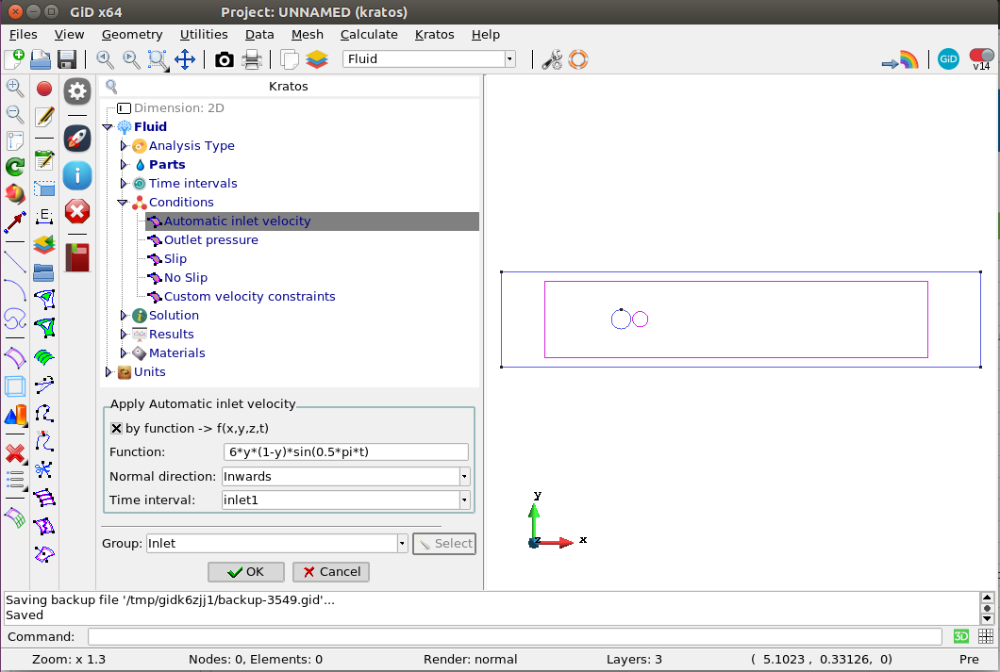 GiD x64 Project: UNNAMED (kratos)
Files View Geometry Utilities Data Mesh Calculate Kratos Help
Fluid
GiD
v14
Kratos
Dimension: 2D
Fluid
Analysis Type
Parts
Time intervals
Conditions
Automatic inlet velocity
Outlet pressure
Slip
No Slip
Custom velocity constraints
Solution
Results
Materials
Units
.E.
Apply Automatic inlet velocity
by function -> f(x,y,z,t)
Function: 6*y*(1-y)*sin(0.5*pi*t)
Normal direction: Inwards
Time interval: inlet1
Group: Inlet Select
OK Cancel
y
z x
Saving backup file '/tmp/gidk6zjj1/backup-3549.gid'...
Saved
Command: 3D
Zoom: x 1.3 Nodes: 0, Elements: 0 Render: normal Layers: 3 ( 5.1023 , 0.33126, 0) Pre